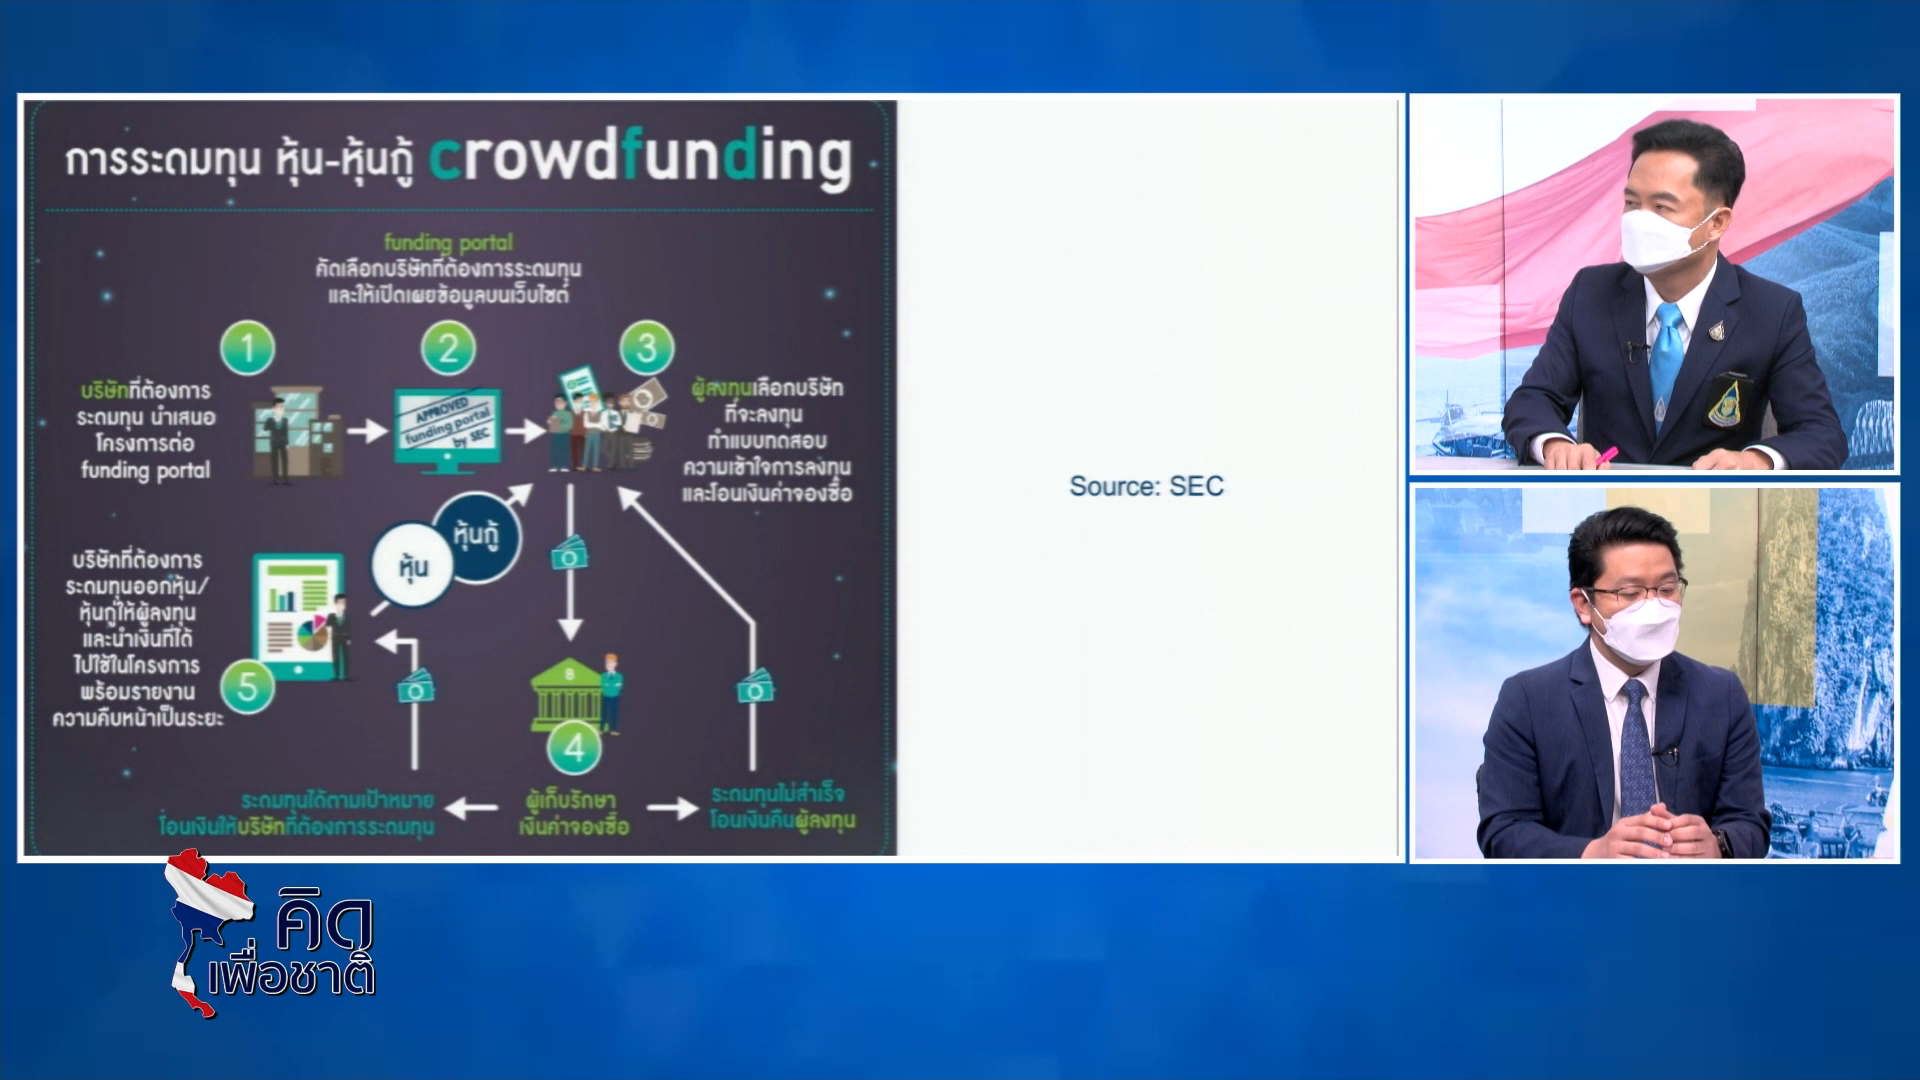 การระดมทุน หุ้น-หุ้นกู้ crowdfunding
funding portal
คัดเลือกบริษัทที่ต้องการระดมทุน
และให้เปิดเผยข้อมูลบนเว็บไซต์
1
2
3
บริษัทที่ต้องการ
ระดมทุน นำเสนอ
โครงการต่อ
funding portal
APPROVED
funding portal
by SEC
ผู้ลงทุนเลือกบริษัท
ที่จะลงทุน
ทำแบบทดสอบ
ความเข้าใจการลงทุน
และโอนเงินค่าจองซื้อ
หุ้นกู้
หุ้น
บริษัทที่ต้องการ
ระดมทุนออกหุ้น/
หุ้นกู้ให้ผู้ลงทุน
และนำเงินที่ได้
ไปใช้ในโครงการ
พร้อมรายงาน
ความคืบหน้าเป็นระยะ
5
B
4
ระดมทุนได้ตามเป้าหมาย
โอนเงินให้บริษัทที่ต้องการระดมทุน
ผู้เก็บรักษา
เงินค่าจองซื้อ
ระดมทุนไม่สำเร็จ
โอนเงินคืนผู้ลงทุน
Source: SEC
คิด
เพื่อชาติ